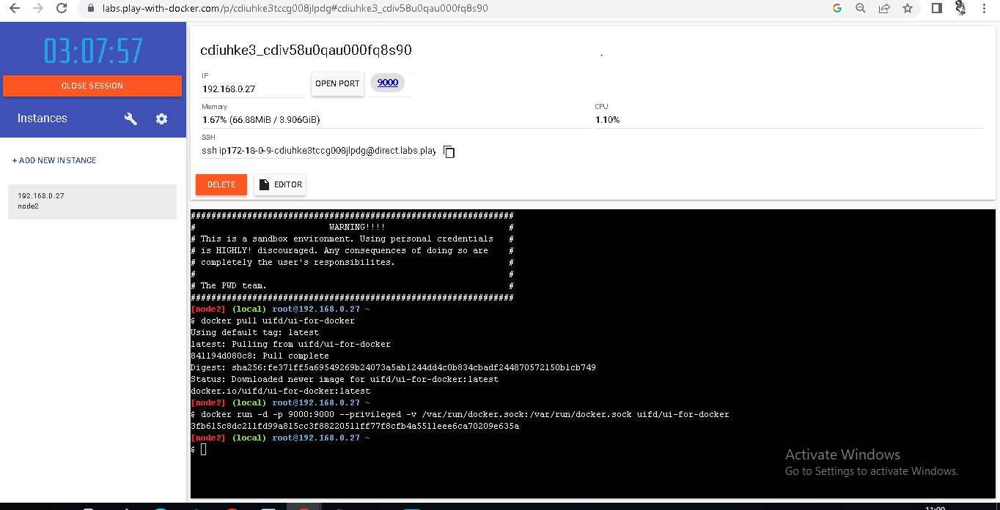 labs.play-with-docker.com/p/cdiuhke3tccg008jlpdg#cdiuhke3_cdiv58u0qau000fq8s90
03:07:57
CLOSE SESSION
Instances
+ ADD NEW INSTANCE
192.168.0.27
node2
cdiuhke3_cdiv58u0qau000fq8s90
IP
192.168.0.27
OPEN PORT
9000
Memory
1.67% (66.88MiB / 3.906GiB)
CPU
1.10%
SSH
ssh ip172-18-0-9-cdiuhke3tccg008jlpdg@direct.labs.play
DELETE
EDITOR
###############################################################
# WARNING!!!! #
# This is a sandbox environment. Using personal credentials #
# is HIGHLY! discouraged. Any consequences of doing so are #
# completely the user's responsibilites. #
# #
# The PWD team. #
###############################################################
[node2] (local) root@192.168.0.27 ~
$ docker pull uifd/ui-for-docker
Using default tag: latest
latest: Pulling from uifd/ui-for-docker
841194d080c8: Pull complete
Digest: sha256:fe371ff5a69549269b24073a5ab1244dd4c0b834cbadf244870572150b1cb749
Status: Downloaded newer image for uifd/ui-for-docker:latest
docker.io/uifd/ui-for-docker:latest
[node2] (local) root@192.168.0.27 ~
$ docker run -d -p 9000:9000 --privileged -v /var/run/docker.sock:/var/run/docker.sock uifd/ui-for-docker
3fb615c8dc211fd99a815cc3f88220511ff77f8cfb4a5511eee6ca70209e635a
[node2] (local) root@192.168.0.27 ~
$
Activate Windows
Go to Settings to activate Windows.